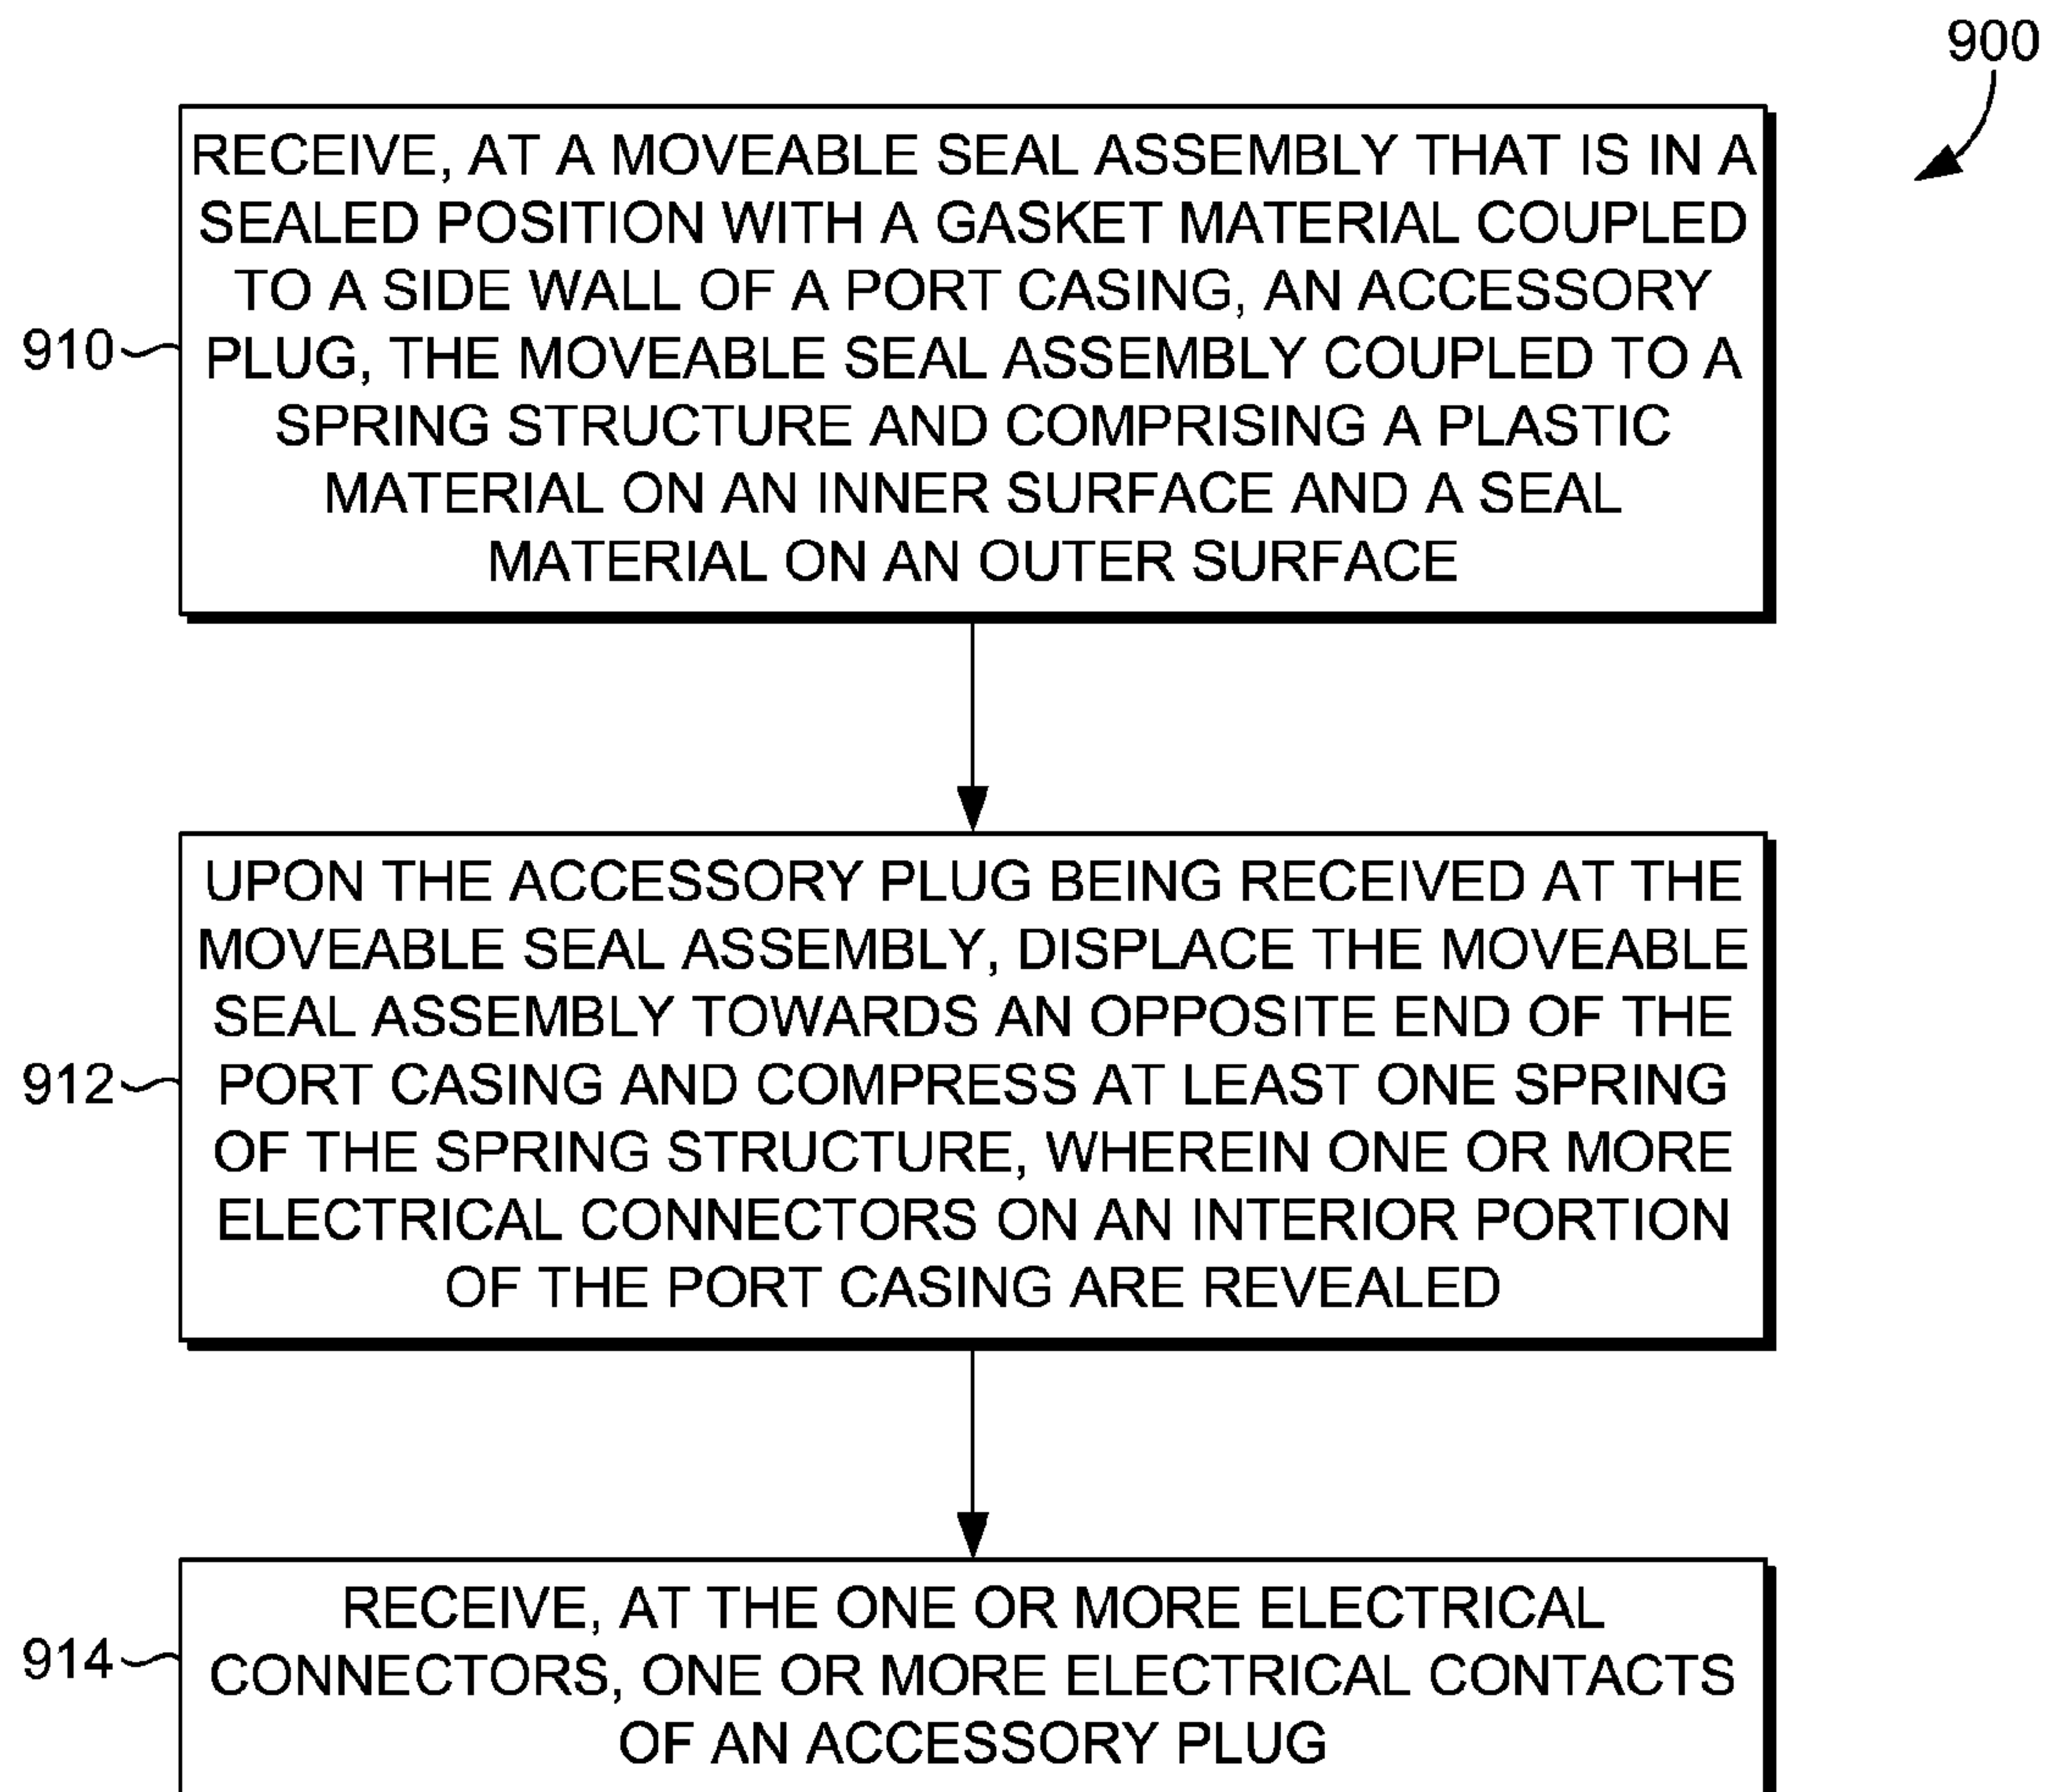 900
RECEIVE, AT A MOVEABLE SEAL ASSEMBLY THAT IS IN A
SEALED POSITION WITH A GASKET MATERIAL COUPLED
TO A SIDE WALL OF A PORT CASING, AN ACCESSORY
910
PLUG, THE MOVEABLE SEAL ASSEMBLY COUPLED TO A
SPRING STRUCTURE AND COMPRISING A PLASTIC
MATERIAL ON AN INNER SURFACE AND A SEAL
MATERIAL ON AN OUTER SURFACE
UPON THE ACCESSORY PLUG BEING RECEIVED AT THE
MOVEABLE SEAL ASSEMBLY, DISPLACE THE MOVEABLE
SEAL ASSEMBLY TOWARDS AN OPPOSITE END OF THE
912
PORT CASING AND COMPRESS AT LEAST ONE SPRING
OF THE SPRING STRUCTURE, WHEREIN ONE OR MORE
ELECTRICAL CONNECTORS ON AN INTERIOR PORTION
OF THE PORT CASING ARE REVEALED
RECEIVE, AT THE ONE OR MORE ELECTRICAL
914
CONNECTORS, ONE OR MORE ELECTRICAL CONTACTS
OF AN ACCESSORY PLUG